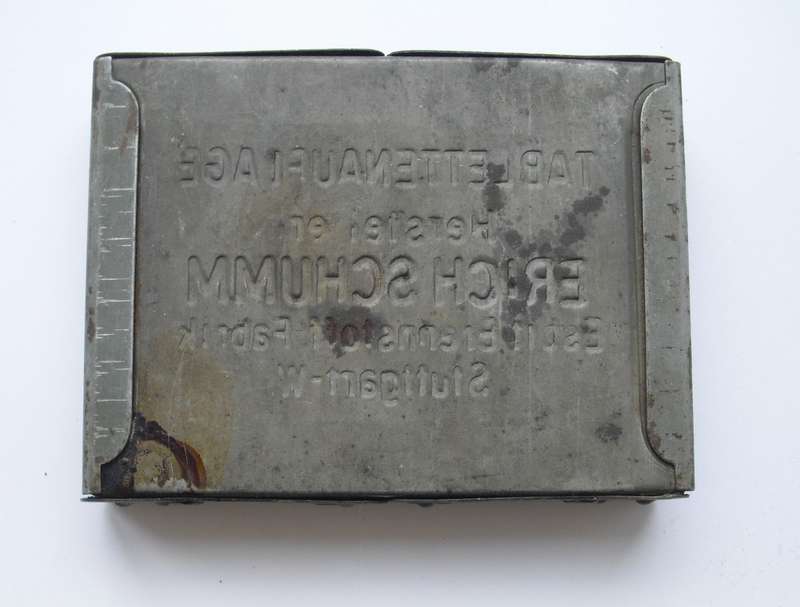 TABLETTENAUFLAGE
Hersteller
ERICH SCHUMM
Esbit-Brennstoff-Fabrik
Stuttgart-W